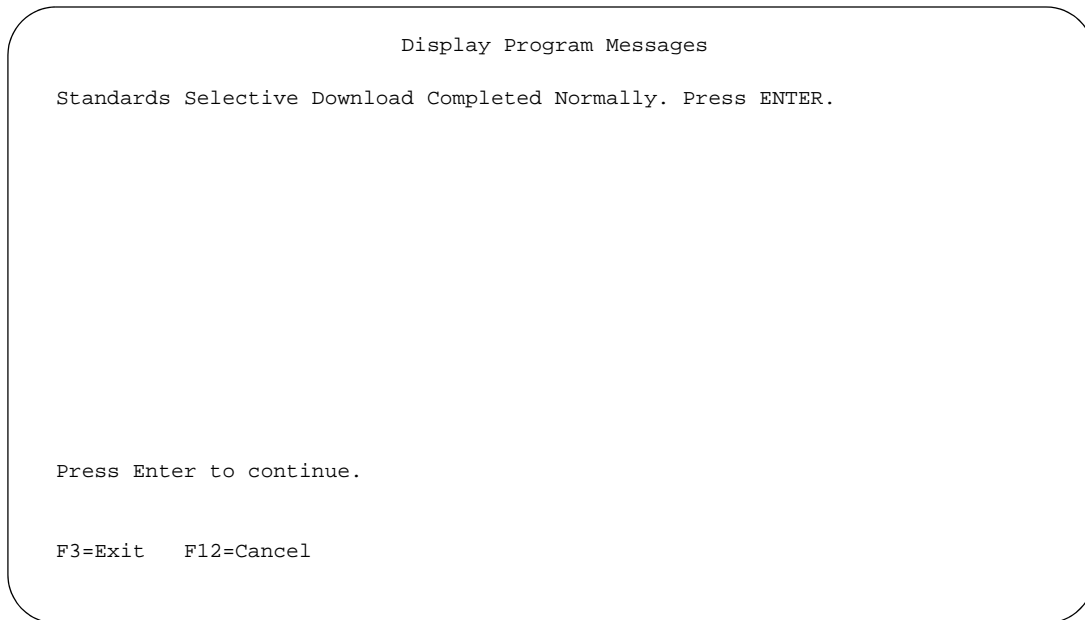 Display Program Messages
Standards Selective Download Completed Normally. Press ENTER.
Press Enter to continue.
F3=Exit F12=Cancel